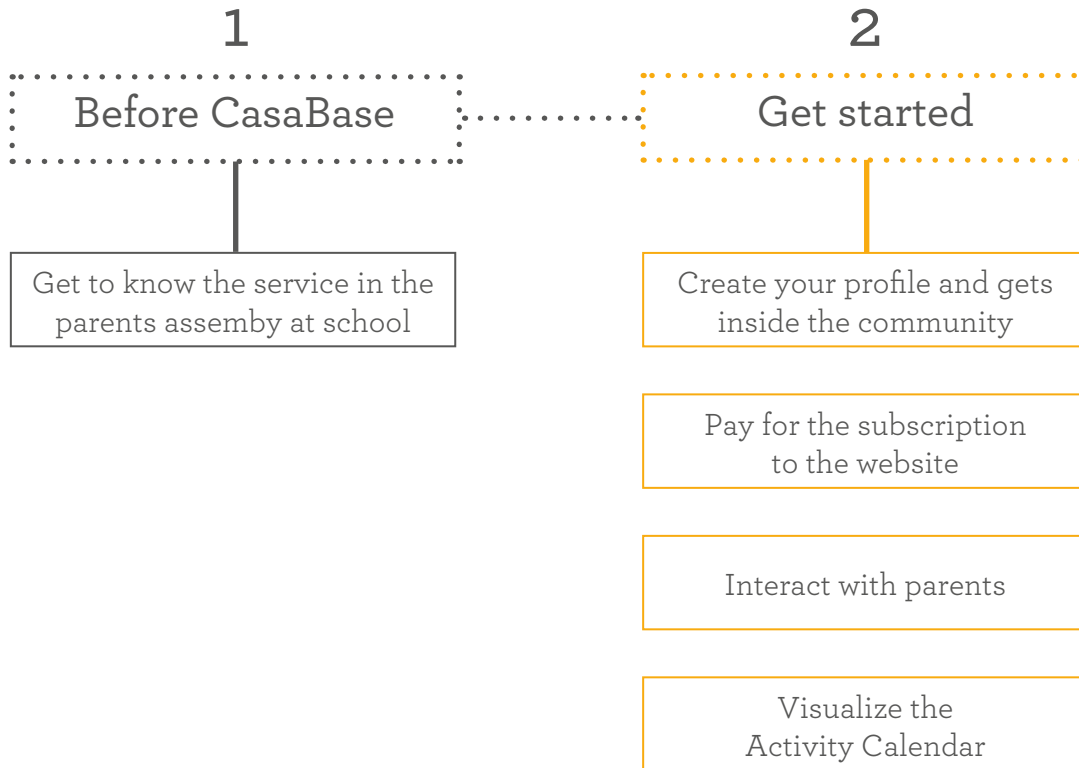 1
Before CasaBase
Get to know the service in the
parents assemby at school
2
Get started
Create your profile and gets
inside the community
Pay for the subscription
to the website
Interact with parents
Visualize the
Activity Calendar